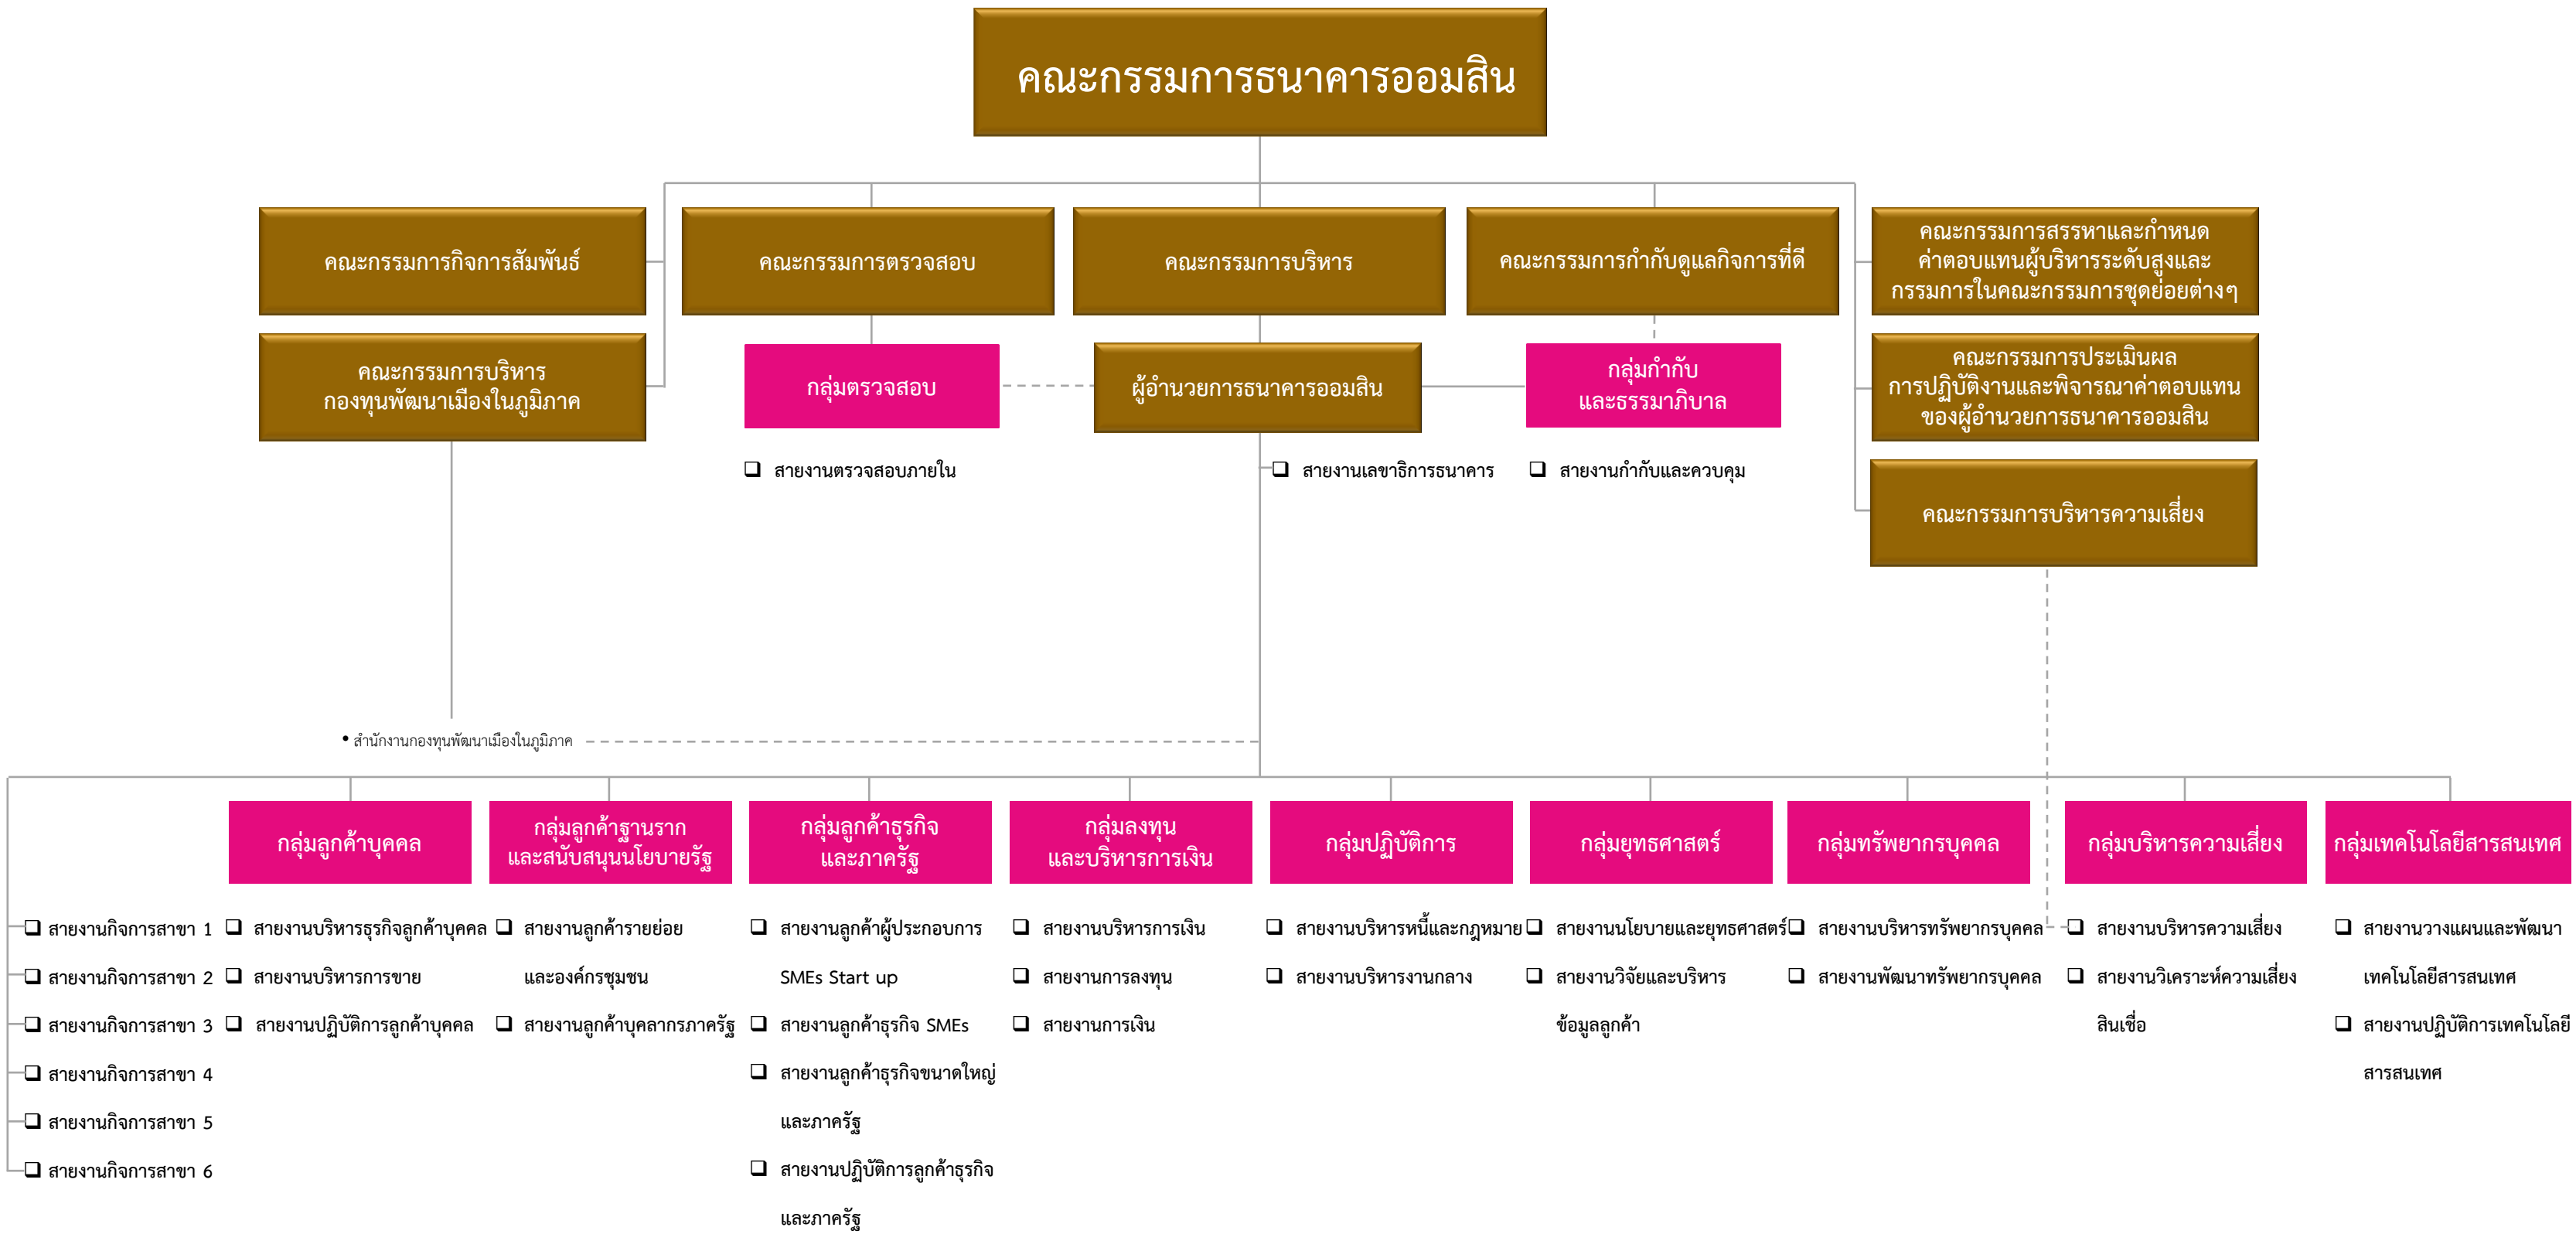 คณะกรรมการธนาคารออมสิน
คณะกรรมการกิจการสัมพันธ์
คณะกรรมการตรวจสอบ
คณะกรรมการบริหาร
คณะกรรมการกำกับดูแลกิจการที่ดี
คณะกรรมการสรรหาและกำหนด
ค่าตอบแทนผู้บริหารระดับสูงและ
กรรมการในคณะกรรมการชุดย่อยต่างๆ
คณะกรรมการบริหาร
กองทุนพัฒนาเมืองในภูมิภาค
กลุ่มตรวจสอบ
ผู้อำนวยการธนาคารออมสิน
กลุ่มกำกับ
และธรรมาภิบาล
คณะกรรมการประเมินผล
การปฏิบัติงานและพิจารณาค่าตอบแทน
ของผู้อำนวยการธนาคารออมสิน
❑ สายงานตรวจสอบภายใน
❑ สายงานเลขาธิการธนาคาร
❑ สายงานกำกับและควบคุม
คณะกรรมการบริหารความเสี่ยง
• สำนักงานกองทุนพัฒนาเมืองในภูมิภาค
❑ สายงานกิจการสาขา 1
❑ สายงานกิจการสาขา 2
❑ สายงานกิจการสาขา 3
❑ สายงานกิจการสาขา 4
❑ สายงานกิจการสาขา 5
❑ สายงานกิจการสาขา 6
กลุ่มลูกค้าบุคคล
❑ สายงานบริหารธุรกิจลูกค้าบุคคล
❑ สายงานบริหารการขาย
❑ สายงานปฏิบัติการลูกค้าบุคคล
กลุ่มลูกค้าฐานราก
และสนับสนุนนโยบายรัฐ
❑ สายงานลูกค้ารายย่อย
และองค์กรชุมชน
❑ สายงานลูกค้าบุคลากรภาครัฐ
กลุ่มลูกค้าธุรกิจ
และภาครัฐ
❑ สายงานลูกค้าผู้ประกอบการ
SMEs Start up
❑ สายงานลูกค้าธุรกิจ SMEs
❑ สายงานลูกค้าธุรกิจขนาดใหญ่
และภาครัฐ
❑ สายงานปฏิบัติการลูกค้าธุรกิจ
และภาครัฐ
กลุ่มลงทุน
และบริหารการเงิน
❑ สายงานบริหารการเงิน
❑ สายงานการลงทุน
❑ สายงานการเงิน
กลุ่มปฏิบัติการ
❑ สายงานบริหารหนี้และกฎหมาย
❑ สายงานบริหารงานกลาง
กลุ่มยุทธศาสตร์
❑ สายงานนโยบายและยุทธศาสตร์
❑ สายงานวิจัยและบริหาร
ข้อมูลลูกค้า
กลุ่มทรัพยากรบุคคล
❑ สายงานบริหารทรัพยากรบุคคล
❑ สายงานพัฒนาทรัพยากรบุคคล
กลุ่มบริหารความเสี่ยง
❑ สายงานบริหารความเสี่ยง
❑ สายงานวิเคราะห์ความเสี่ยง
สินเชื่อ
กลุ่มเทคโนโลยีสารสนเทศ
❑ สายงานวางแผนและพัฒนา
เทคโนโลยีสารสนเทศ
❑ สายงานปฏิบัติการเทคโนโลยี
สารสนเทศ